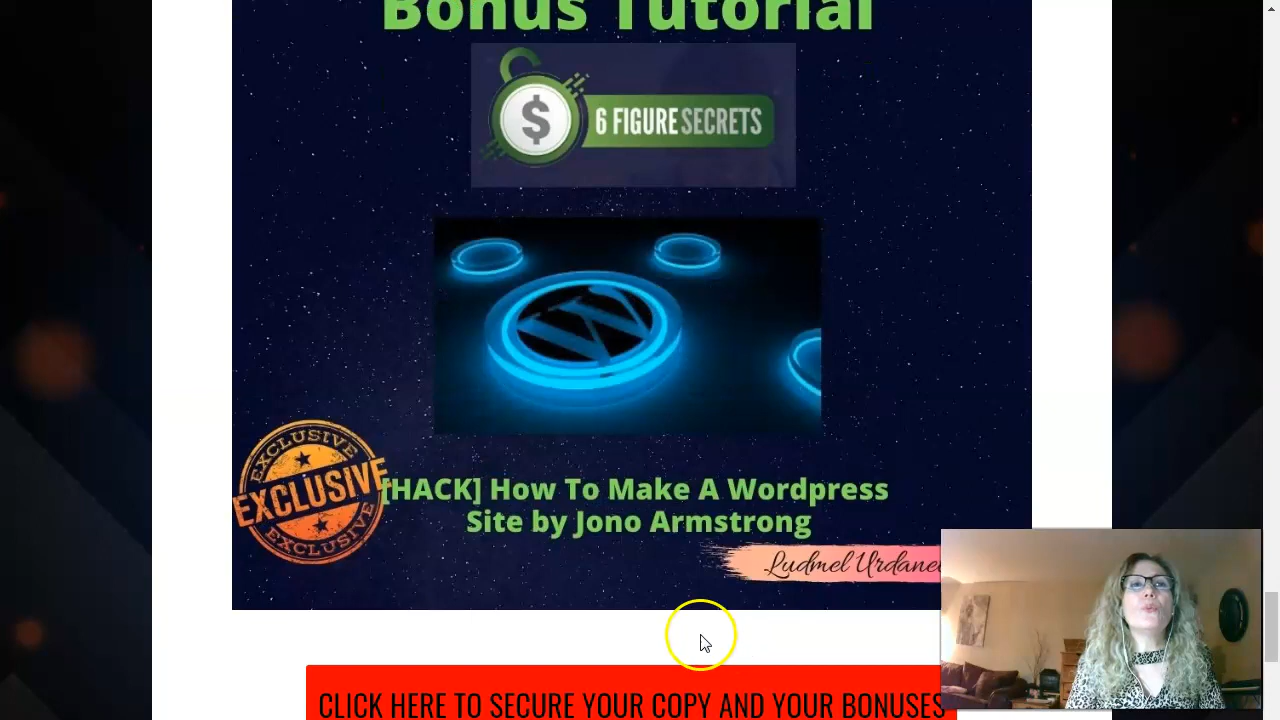 Bonus Tutorial
$
6 FIGURE SECRETS
EXCLUSIVE
EXCLUSIVE
EXCLUSIVE
[HACK] How To Make A Wordpress
Site by Jono Armstrong
Ludmel
CLICK HERE TO SECURE YOUR COPY AND YOUR BONUSES